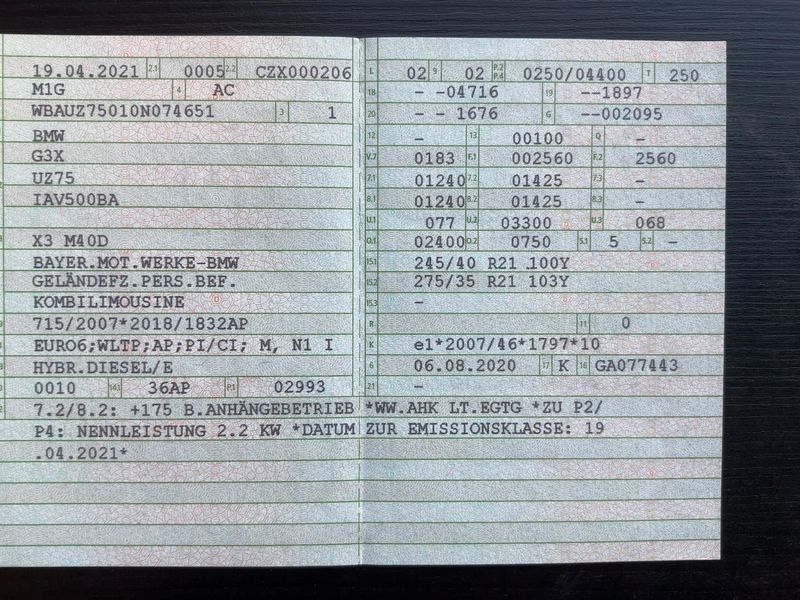 19.04.2021 2.1 0005 2.2 CZX000206
M1G 4 AC
WBAUZ75010N074651 3 1
BMW
G3X
UZ75
IAV500BA
X3 M40D
BAYER.MOT.WERKE-BMW
GELÄNDEFZ.PERS.BEF.
KOMBILIMOUSINE
715/2007*2018/1832AP
EURO6;WLTP;AP;PI/CI; M, N1 I
HYBR.DIESEL/E
0010 14.1 36AP P.1 02993
L 02 9 02 P.2 P.4 0250/04400 T 250
18 - -04716 19 --1897
20 - - 1676 G --002095
12 - 13 00100 Q -
V.7 0183 F.1 002560 F.2 2560
7.1 01240 7.2 01425 7.3 -
8.1 01240 8.2 01425 8.3 -
U.1 077 U.2 03300 U.3 068
O.1 02400 O.2 0750 S.1 5 S.2 -
15.1 245/40 R21 100Y
15.2 275/35 R21 103Y
15.3 -
R 11 0
K e1*2007/46*1797*10
6 06.08.2020 17 K 16 GA077443
21 -
7.2/8.2: +175 B.ANHÄNGEBETRIEB *WW.AHK LT.EGTG *ZU P2/
P4: NENNLEISTUNG 2.2 KW *DATUM ZUR EMISSIONSKLASSE: 19
.04.2021*